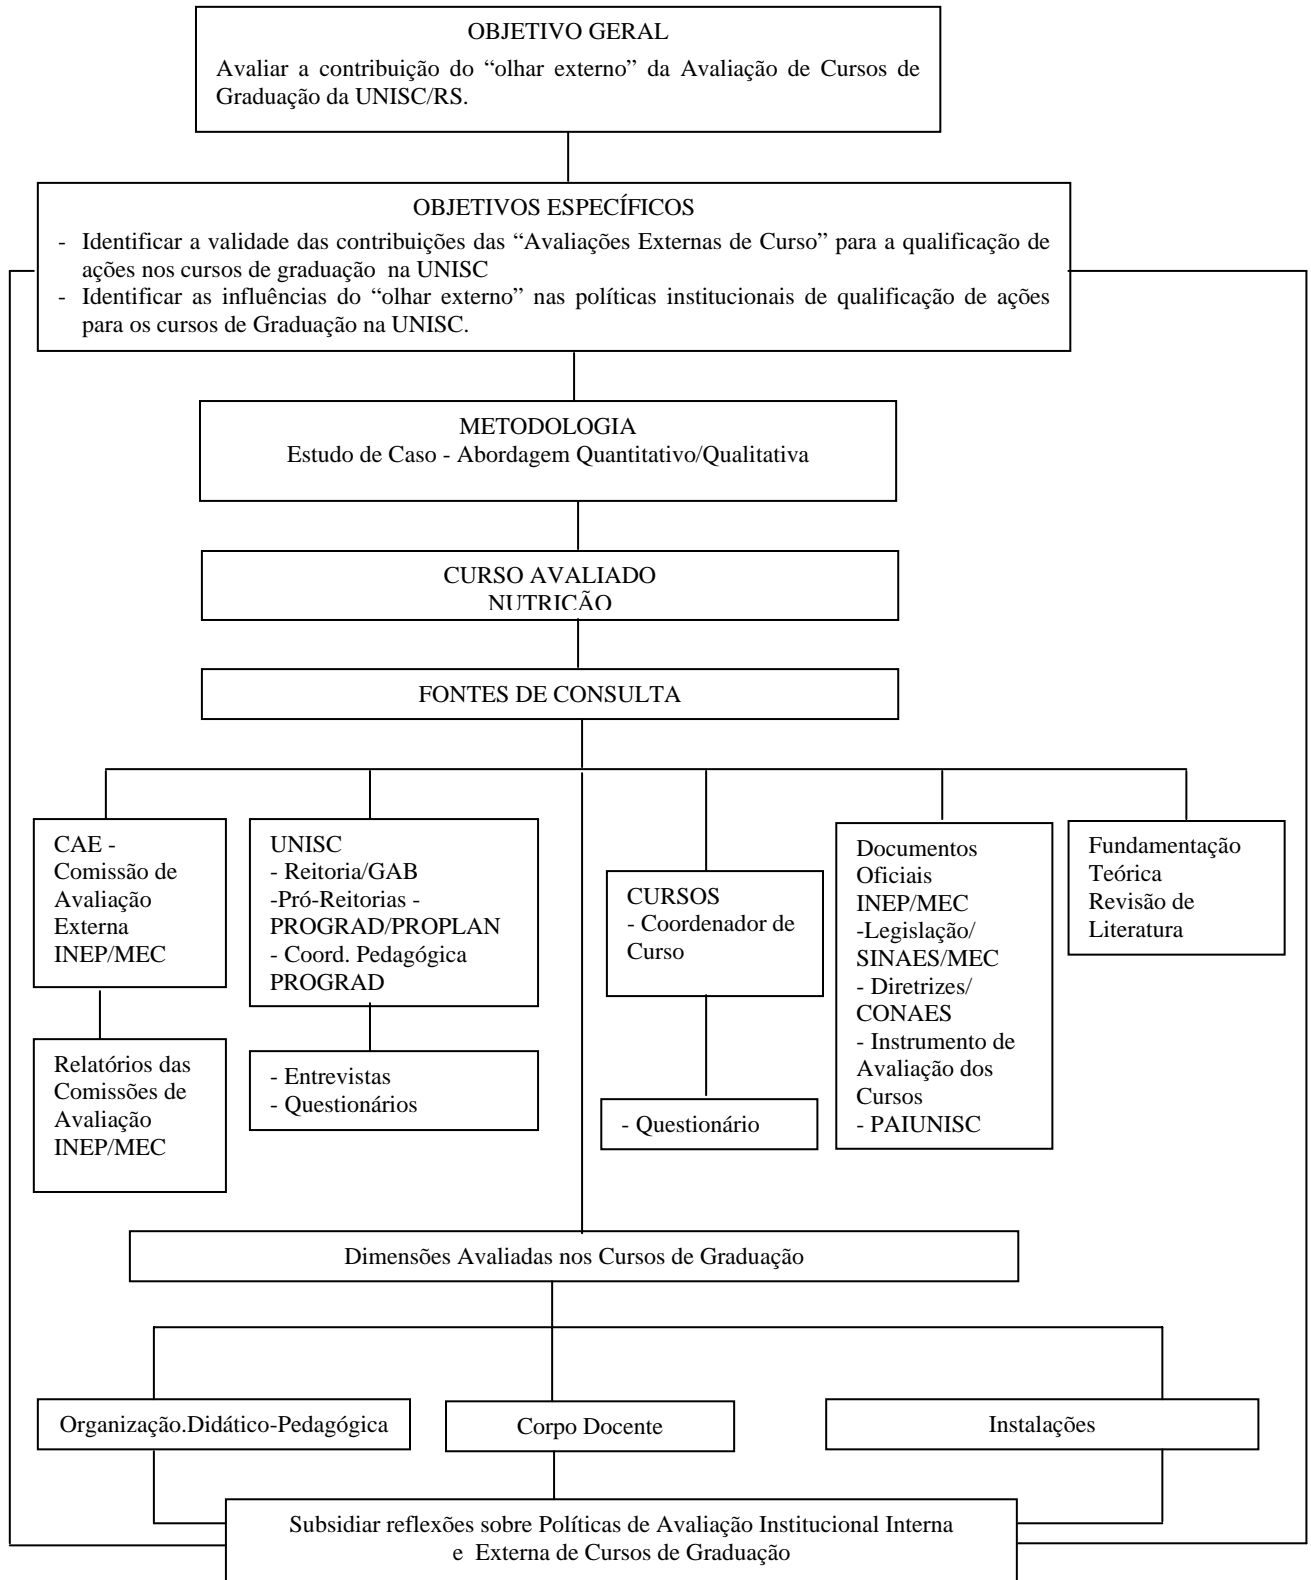 OBJETIVO GERAL
Avaliar a contribuição do “olhar externo” da Avaliação de Cursos de
Graduação da UNISC/RS.
OBJETIVOS ESPECÍFICOS
- Identificar a validade das contribuições das “Avaliações Externas de Curso” para a qualificação de
ações nos cursos de graduação na UNISC
- Identificar as influências do “olhar externo” nas políticas institucionais de qualificação de ações
para os cursos de Graduação na UNISC.
METODOLOGIA
Estudo de Caso - Abordagem Quantitativo/Qualitativa
CURSO AVALIADO
NUTRIÇÃO
FONTES DE CONSULTA
CAE -
Comissão de
Avaliação
Externa
INEP/MEC
Relatórios das
Comissões de
Avaliação
INEP/MEC
UNISC
- Reitoria/GAB
-Pró-Reitorias -
PROGRAD/PROPLAN
- Coord. Pedagógica
PROGRAD
- Entrevistas
- Questionários
CURSOS
- Coordenador de
Curso
- Questionário
Documentos
Oficiais
INEP/MEC
-Legislação/
SINAES/MEC
- Diretrizes/
CONAES
- Instrumento de
Avaliação dos
Cursos
- PAIUNISC
Fundamentação
Teórica
Revisão de
Literatura
Dimensões Avaliadas nos Cursos de Graduação
Organização.Didático-Pedagógica
Corpo Docente
Instalações
Subsidiar reflexões sobre Políticas de Avaliação Institucional Interna
e Externa de Cursos de Graduação